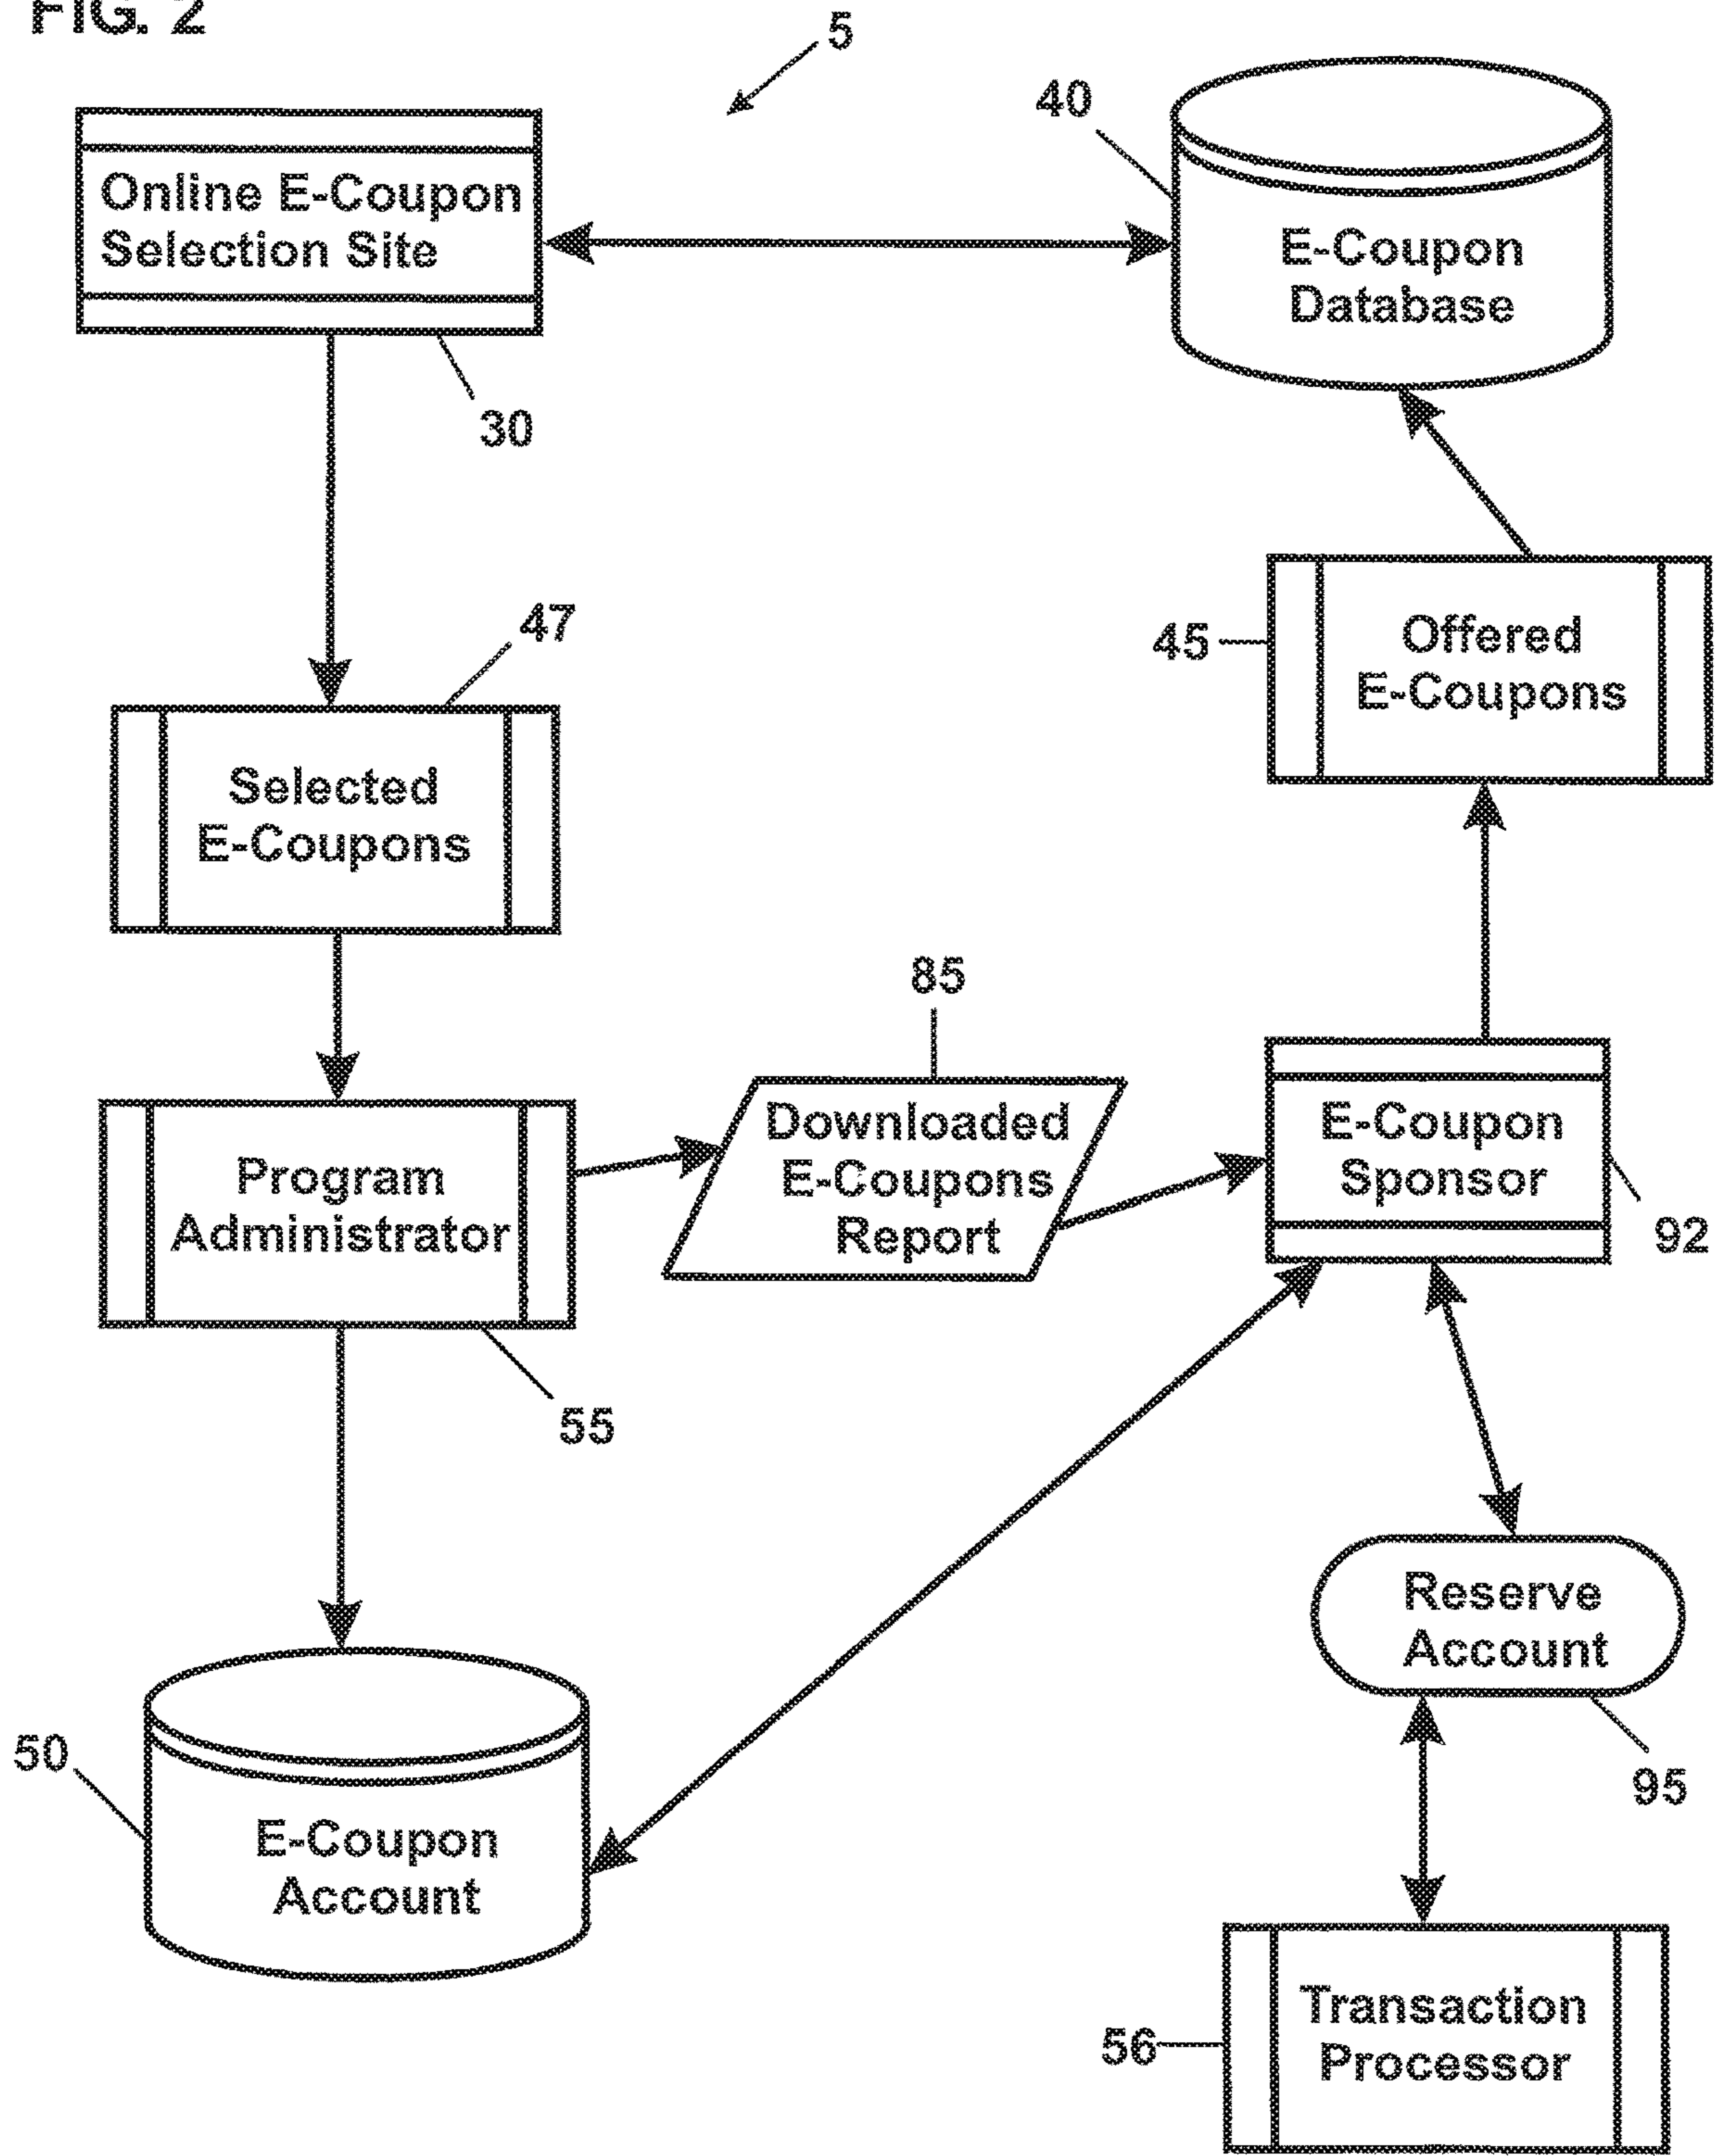 FIG. 2
5
40
Online E-Coupon
Selection Site
E-Coupon
Database
30
47
45
Offered
E-Coupons
Selected
E-Coupons
85
Downloaded
E-Coupons
Report
E-Coupon
Sponsor
92
Program
Administrator
55
Reserve
Account
95
50
E-Coupon
Account
56
Transaction
Processor